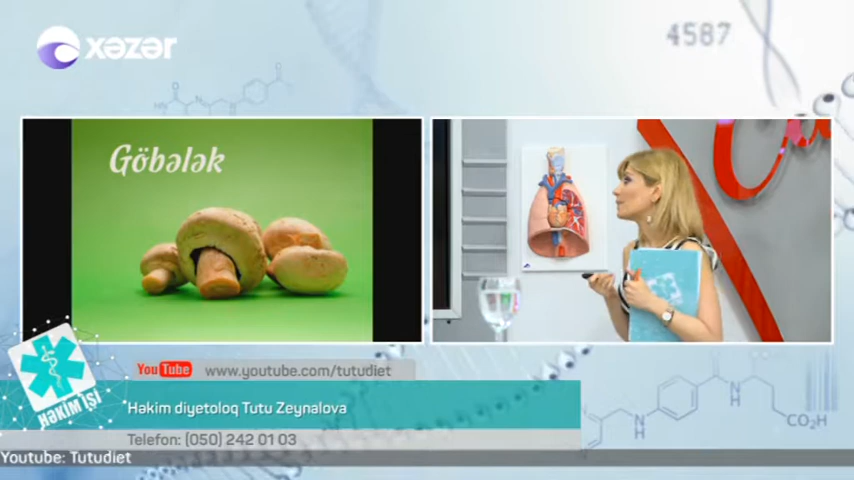 xəzər
4587
Göbələk
YouTube
www.youtube.com/tutudiet
HƏKİM İŞİ
Həkim diyetoloq Tutu Zeynalova
Telefon: (050) 242 01 03
CO₂H
Youtube: Tutudiet